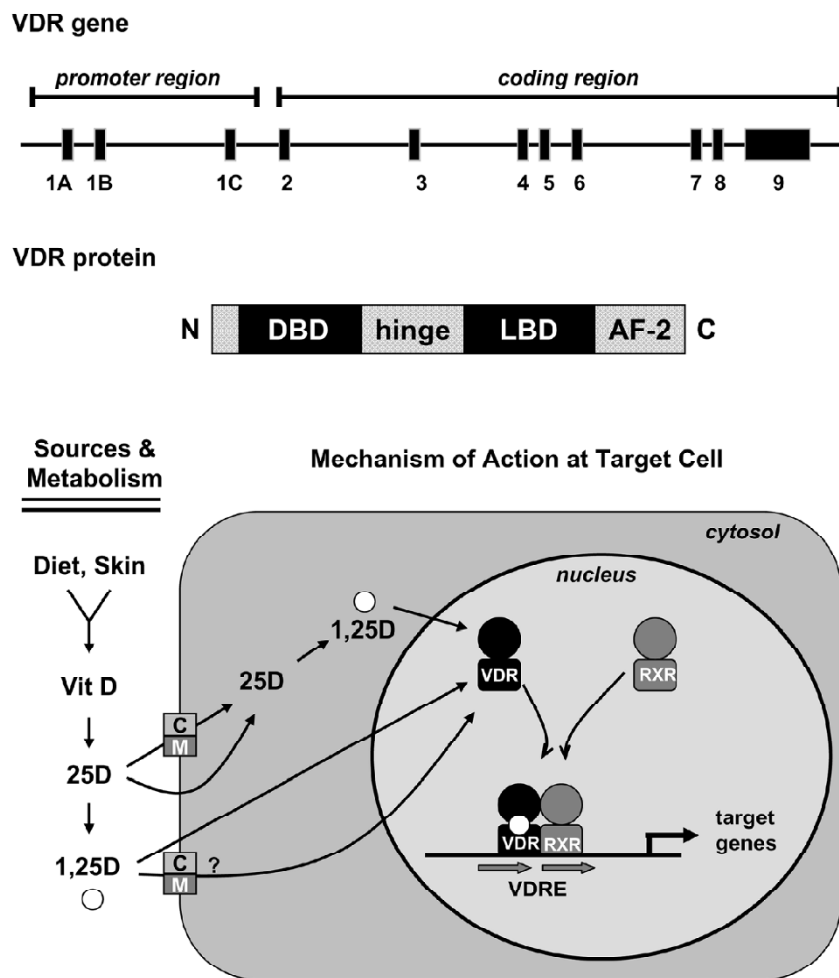 VDR gene
promoter region
coding region
1A 1B 1C 2 3 4 5 6 7 8 9
VDR protein
N DBD hinge LBD AF-2 C
Sources &
Metabolism
Mechanism of Action at Target Cell
cytosol
nucleus
Diet, Skin
1,25D
VDR
RXR
25D
Vit D
C
M
25D
VDR RXR
target
genes
1,25D
C ?
M
VDRE